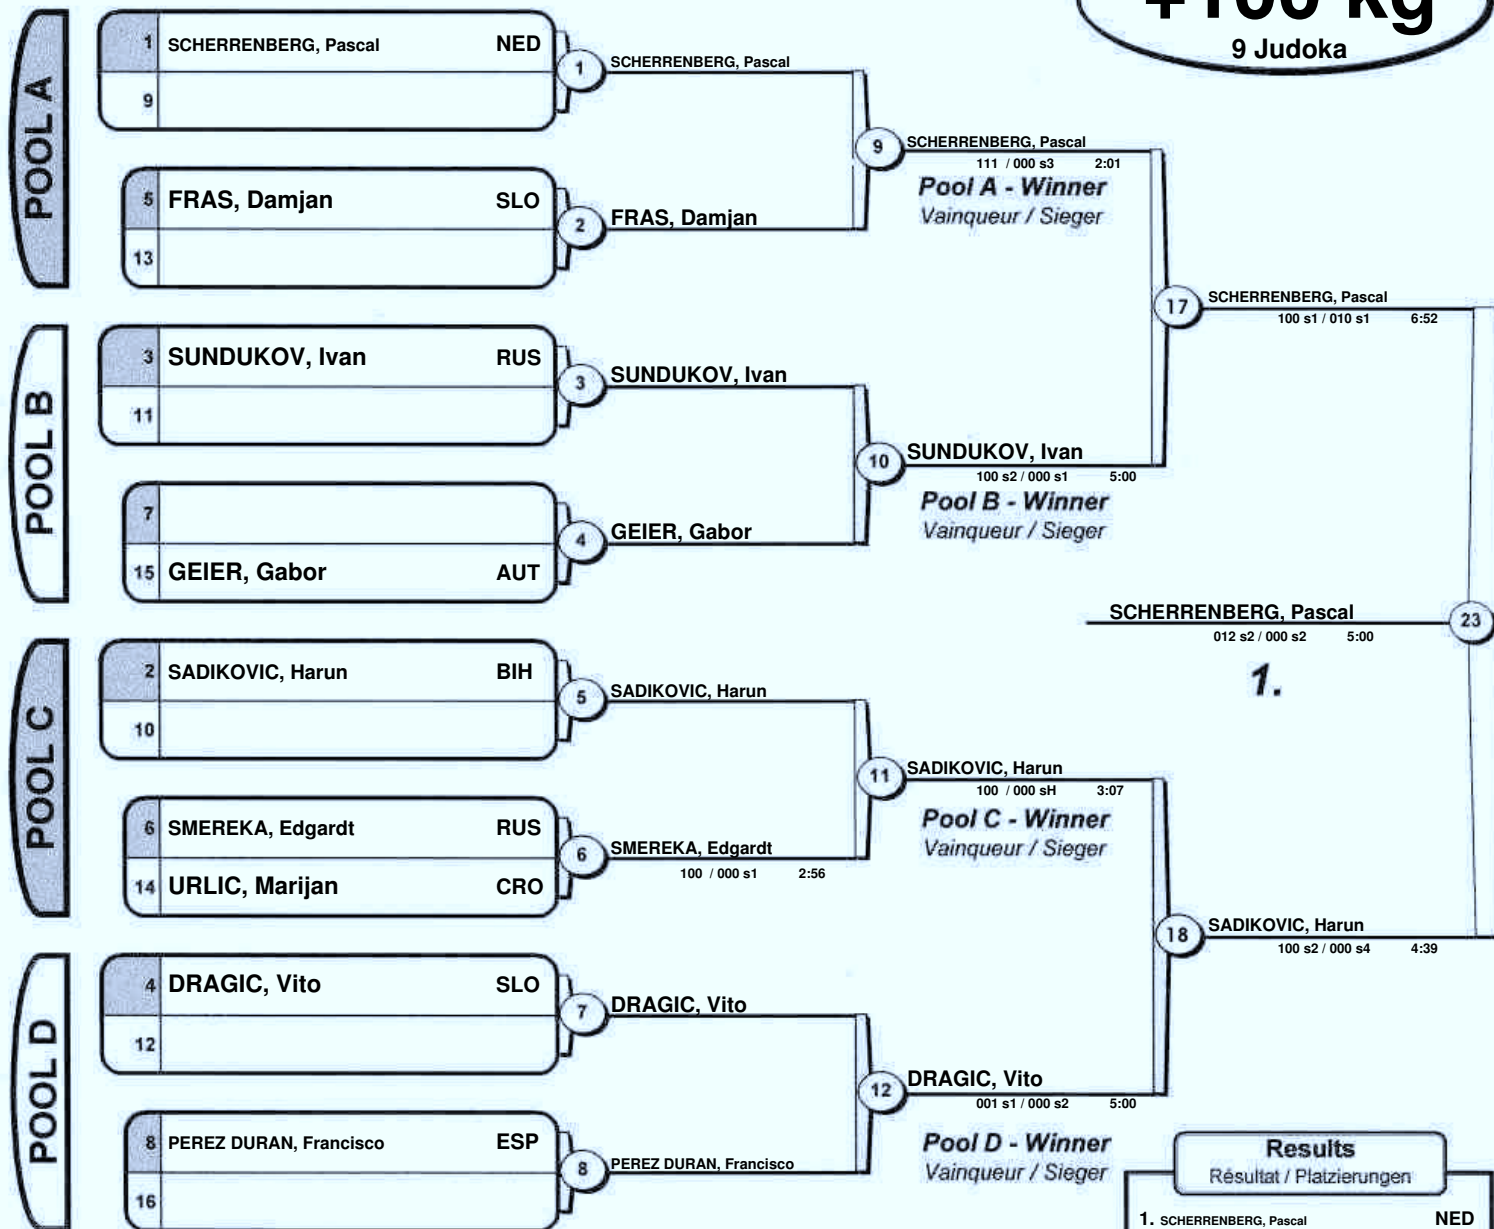 +100 kg
9 Judoka
POOL A
1 SCHERRENBERG, Pascal NED
9
1 SCHERRENBERG, Pascal
5 FRAS, Damjan SLO
13
2 FRAS, Damjan
9 SCHERRENBERG, Pascal
111 / 000 s3 2:01
Pool A - Winner
Vainqueur / Sieger
POOL B
3 SUNDUKOV, Ivan RUS
11
3 SUNDUKOV, Ivan
7
15 GEIER, Gabor AUT
4 GEIER, Gabor
10 SUNDUKOV, Ivan
100 s2 / 000 s1 5:00
Pool B - Winner
Vainqueur / Sieger
17 SCHERRENBERG, Pascal
100 s1 / 010 s1 6:52
SCHERRENBERG, Pascal 23
012 s2 / 000 s2 5:00
1.
POOL C
2 SADIKOVIC, Harun BIH
10
5 SADIKOVIC, Harun
6 SMEREKA, Edgardt RUS
14 URLIC, Marijan CRO
6 SMEREKA, Edgardt
100 / 000 s1 2:56
11 SADIKOVIC, Harun
100 / 000 sH 3:07
Pool C - Winner
Vainqueur / Sieger
18 SADIKOVIC, Harun
100 s2 / 000 s4 4:39
POOL D
4 DRAGIC, Vito SLO
12
7 DRAGIC, Vito
8 PEREZ DURAN, Francisco ESP
16
8 PEREZ DURAN, Francisco
12 DRAGIC, Vito
001 s1 / 000 s2 5:00
Pool D - Winner
Vainqueur / Sieger
Results
Résultat / Platzierungen
1. SCHERRENBERG, Pascal NED